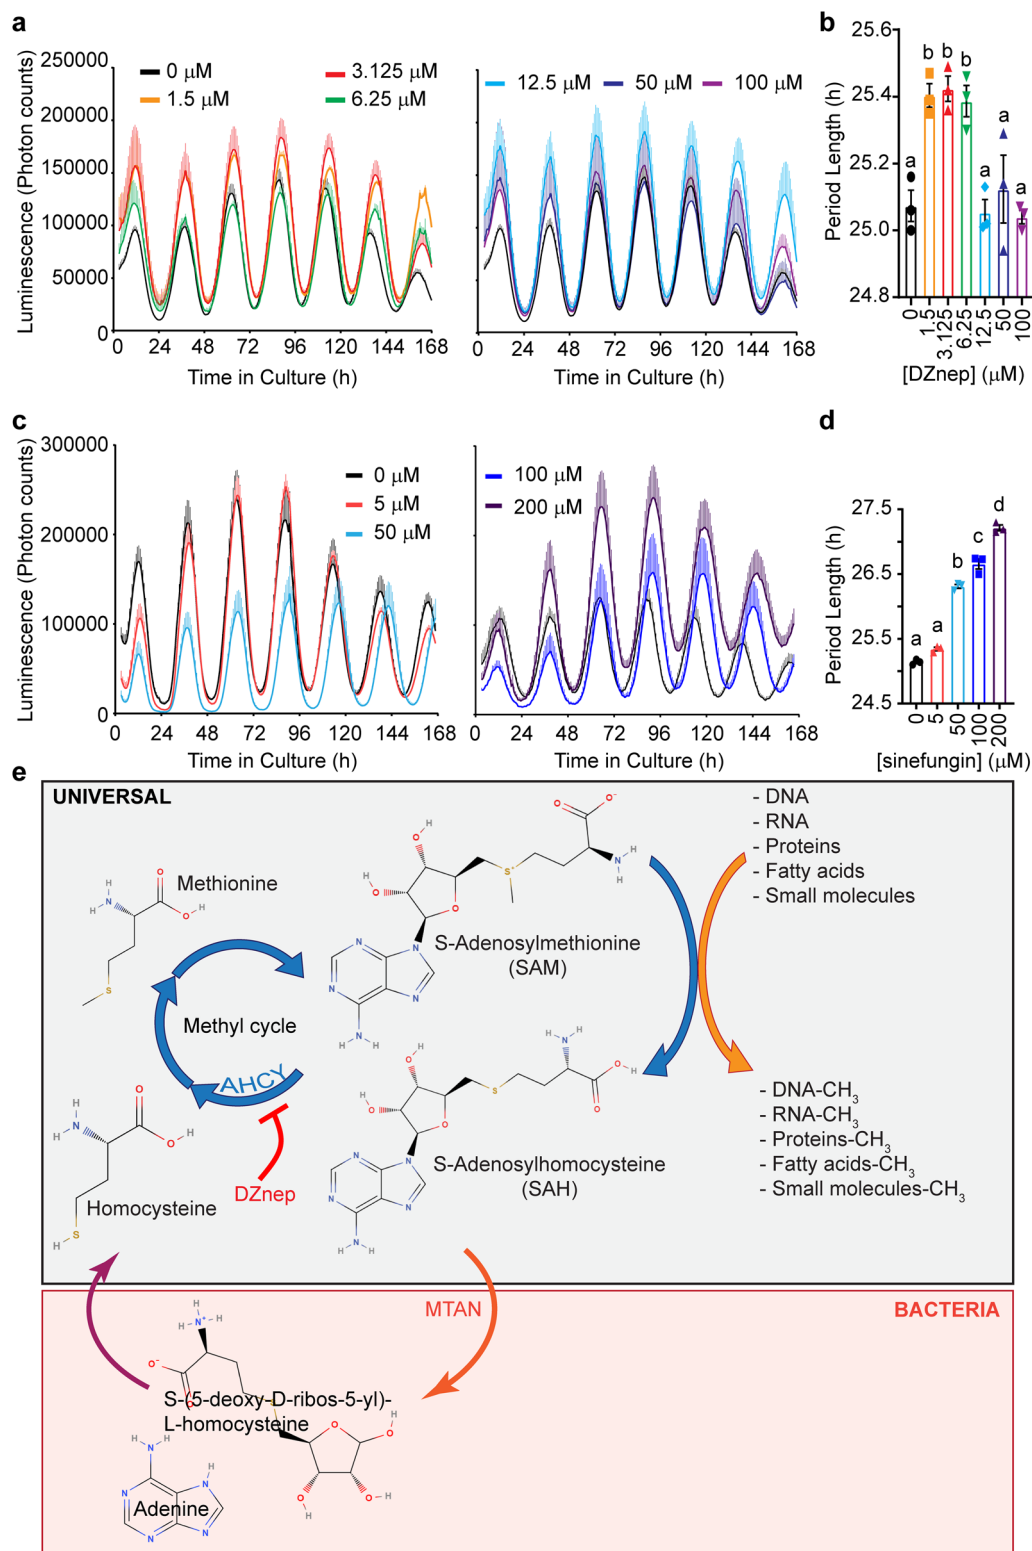 a
Luminescence (Photon counts)
250000
200000
150000
100000
50000
0
0 μM
1.5 μM
3.125 μM
6.25 μM
0 24 48 72 96 120 144 168
Time in Culture (h)
12.5 μM 50 μM 100 μM
0 24 48 72 96 120 144 168
Time in Culture (h)
b
Period Length (h)
25.6
25.4
25.2
25.0
24.8
a b b b a a a
0 1.5 3.125 6.25 12.5 50 100
[DZnep] (μM)
c
Luminescence (Photon counts)
300000
200000
100000
0
0 μM
5 μM
50 μM
0 24 48 72 96 120 144 168
Time in Culture (h)
100 μM
200 μM
0 24 48 72 96 120 144 168
Time in Culture (h)
d
Period Length (h)
27.5
26.5
25.5
24.5
a a b c d
0 5 50 100 200
[sinefungin] (μM)
e
UNIVERSAL
Methionine
S-Adenosylmethionine
(SAM)
- DNA
- RNA
- Proteins
- Fatty acids
- Small molecules
Methyl cycle
AHCY
DZnep
Homocysteine
S-Adenosylhomocysteine
(SAH)
- DNA-CH3
- RNA-CH3
- Proteins-CH3
- Fatty acids-CH3
- Small molecules-CH3
MTAN
BACTERIA
S-(5-deoxy-D-ribos-5-yl)-
L-homocysteine
Adenine